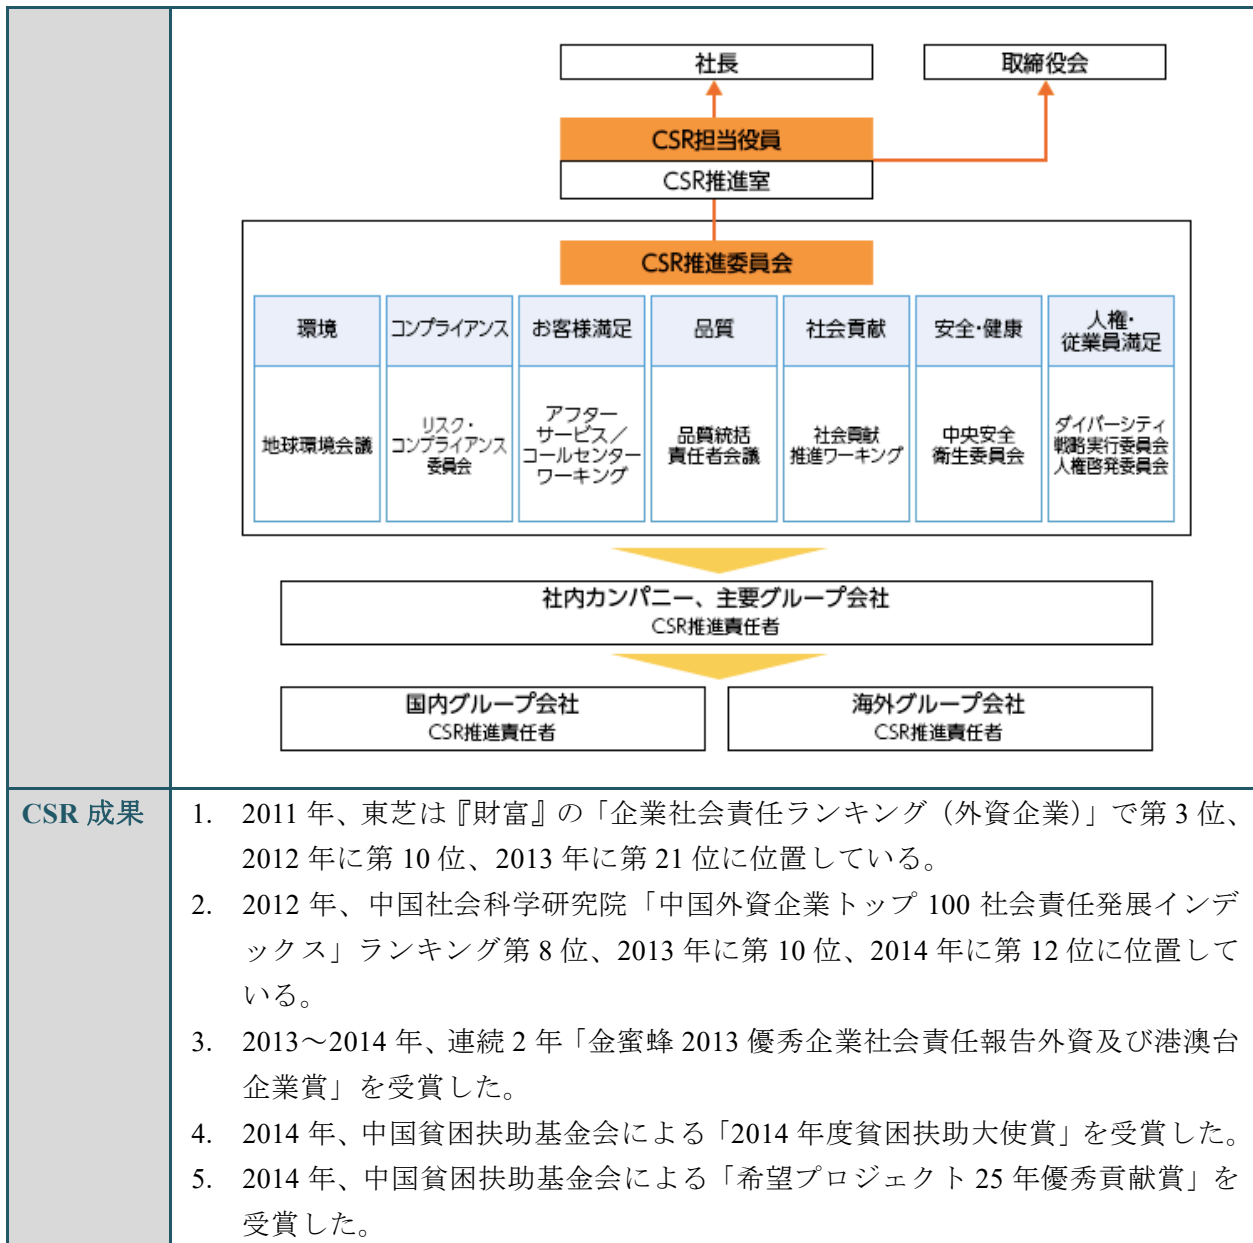 社長
取締役会
CSR担当役員
CSR推進室
CSR推進委員会
環境
コンプライアンス
お客様満足
品質
社会貢献
安全・健康
人権・
従業員満足
地球環境会議
リスク・
コンプライアンス
委員会
アフター
サービス／
コールセンター
ワーキング
品質統括
責任者会議
社会貢献
推進ワーキング
中央安全
衛生委員会
ダイバーシティ
戦略実行委員会
人権啓発委員会
社内カンパニー、主要グループ会社
CSR推進責任者
国内グループ会社
CSR推進責任者
海外グループ会社
CSR推進責任者
CSR 成果
1. 2011 年、東芝は『財富』の「企業社会責任ランキング（外資企業）」で第 3 位、
2012 年に第 10 位、2013 年に第 21 位に位置している。
2. 2012 年、中国社会科学研究院「中国外資企業トップ 100 社会責任発展インデ
ックス」ランキング第 8 位、2013 年に第 10 位、2014 年に第 12 位に位置して
いる。
3. 2013～2014 年、連続 2 年「金蜜蜂 2013 優秀企業社会責任報告外資及び港澳台
企業賞」を受賞した。
4. 2014 年、中国貧困扶助基金会による「2014 年度貧困扶助大使賞」を受賞した。
5. 2014 年、中国貧困扶助基金会による「希望プロジェクト 25 年優秀貢献賞」を
受賞した。